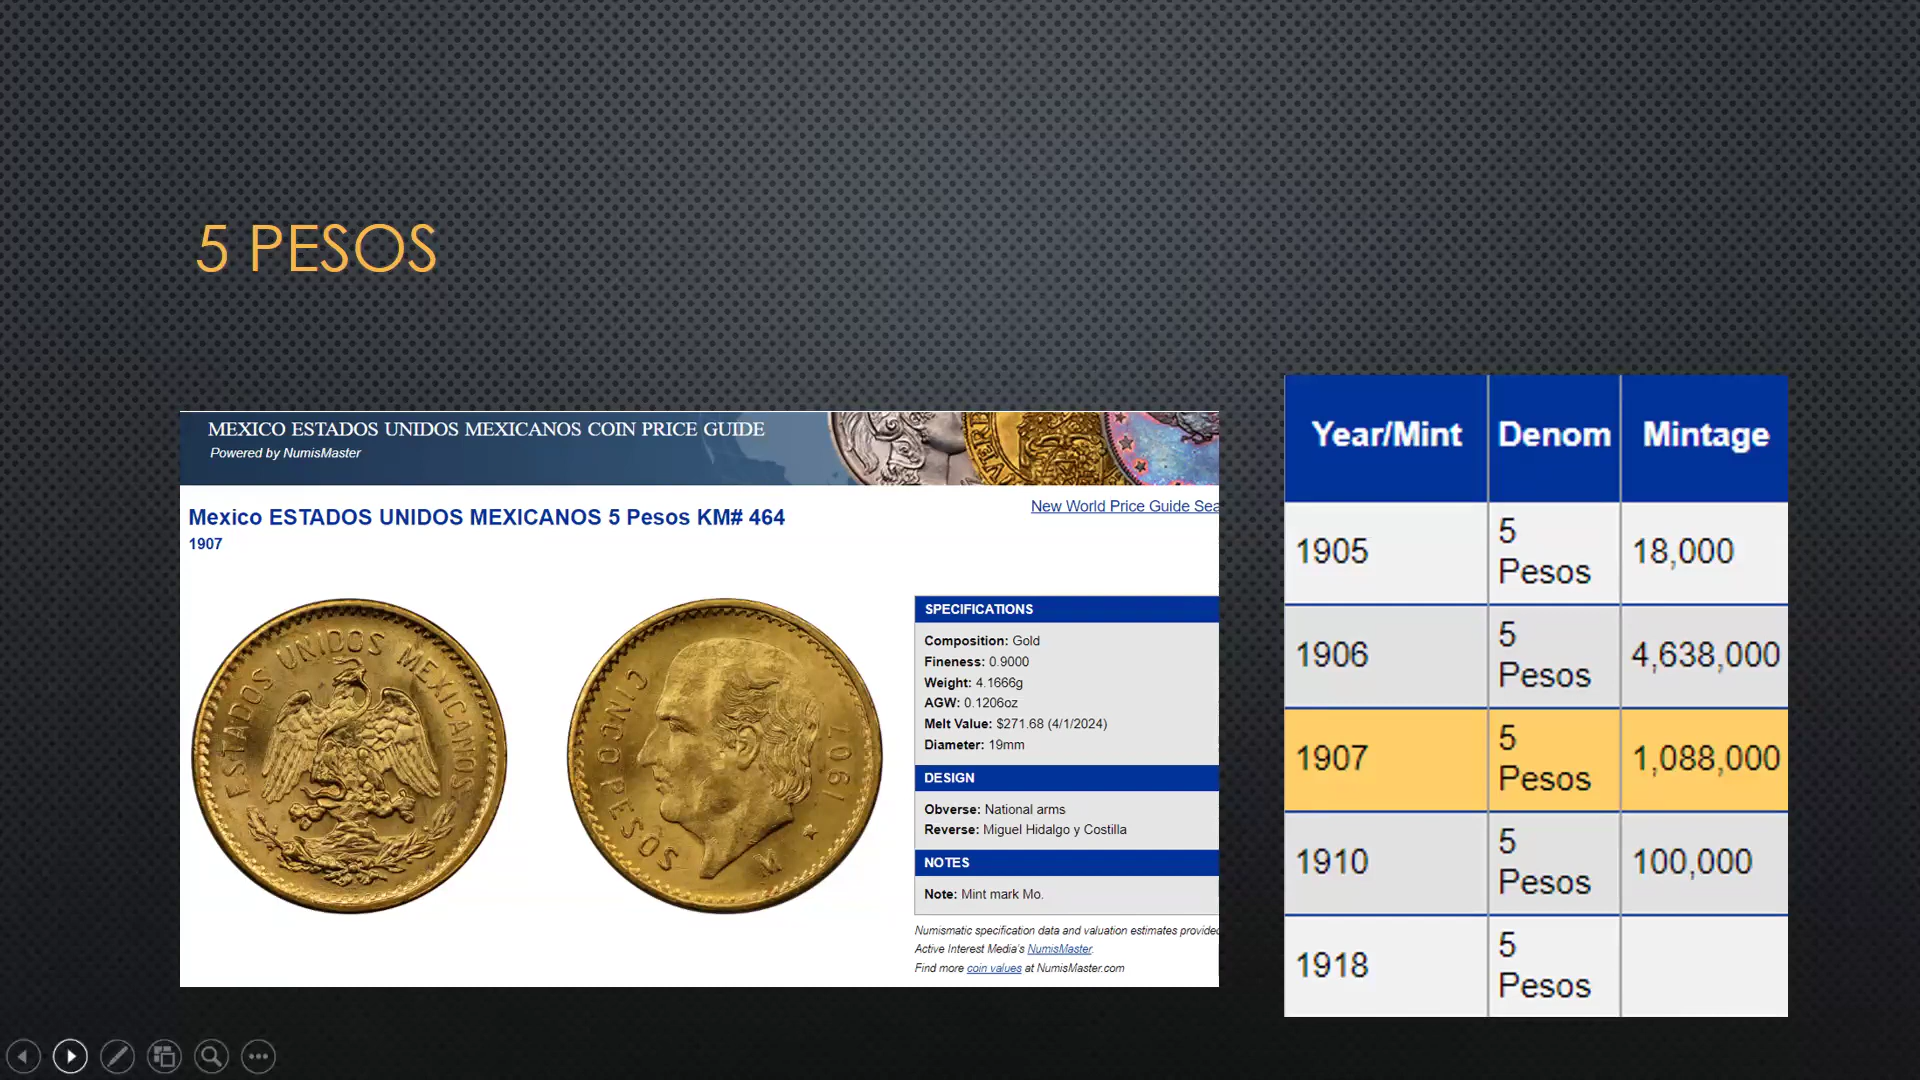 5 PESOS
MEXICO ESTADOS UNIDOS MEXICANOS COIN PRICE GUIDE
Powered by NumisMaster
New World Price Guide Sea
Mexico ESTADOS UNIDOS MEXICANOS 5 Pesos KM# 464
1907
ESTADOS UNIDOS MEXICANOS
CINCO PESOS
M
1907
SPECIFICATIONS
Composition: Gold
Fineness: 0.9000
Weight: 4.1666g
AGW: 0.1206oz
Melt Value: $271.68 (4/1/2024)
Diameter: 19mm
DESIGN
Obverse: National arms
Reverse: Miguel Hidalgo y Costilla
NOTES
Note: Mint mark Mo.
Numismatic specification data and valuation estimates provided
Active Interest Media's NumisMaster.
Find more coin values at NumisMaster.com
Year/Mint Denom Mintage
1905 5 Pesos 18,000
1906 5 Pesos 4,638,000
1907 5 Pesos 1,088,000
1910 5 Pesos 100,000
1918 5 Pesos